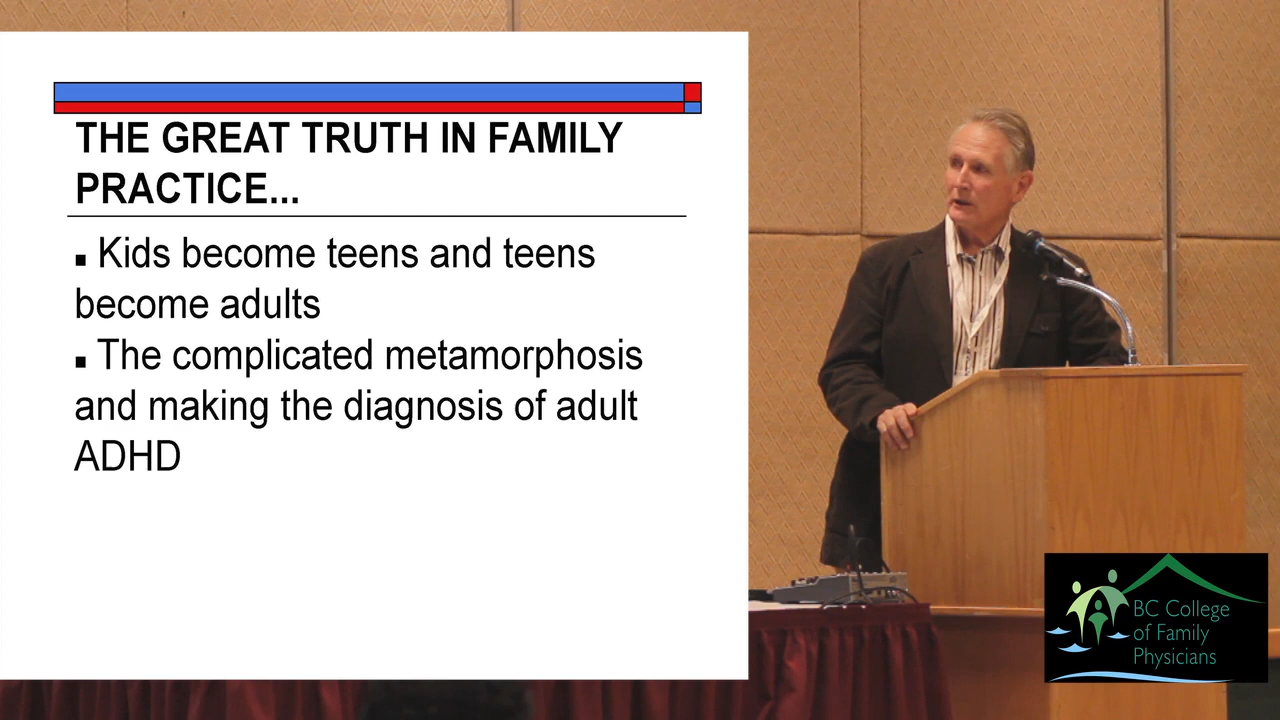 THE GREAT TRUTH IN FAMILY
PRACTICE...
▪ Kids become teens and teens
become adults
▪ The complicated metamorphosis
and making the diagnosis of adult
ADHD
BC College
of Family
Physicians